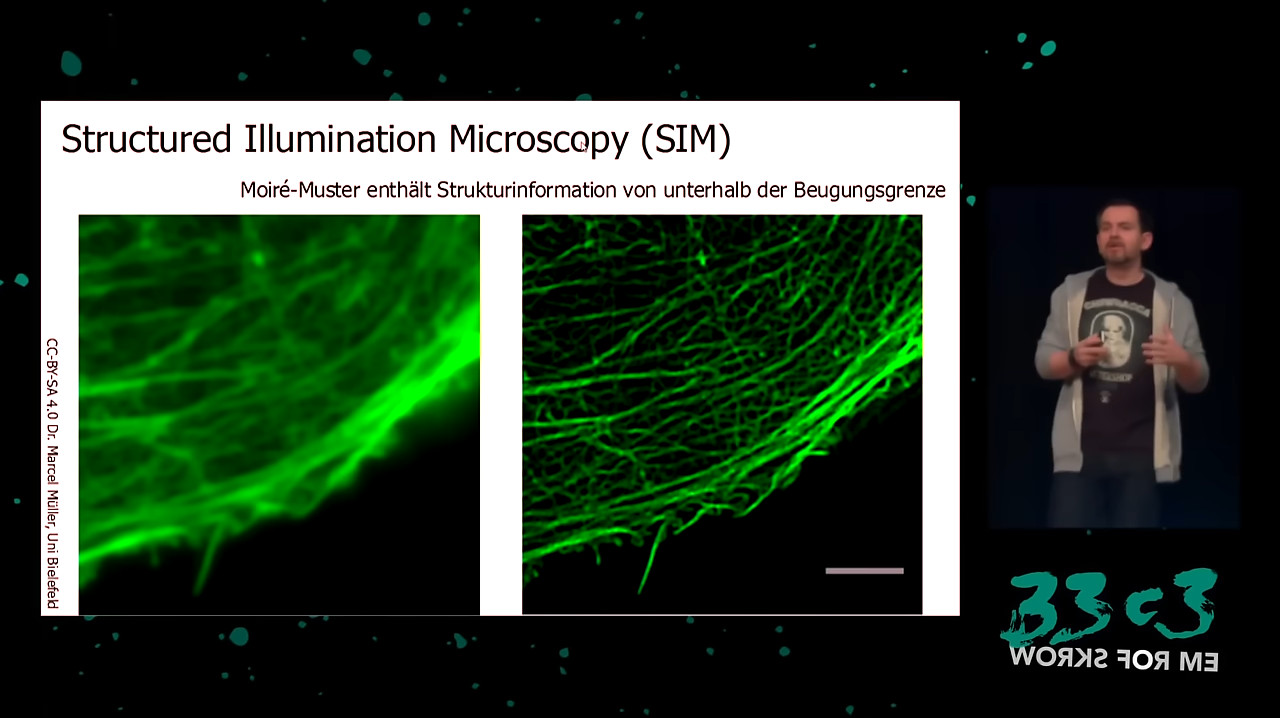 Structured Illumination Microscopy (SIM)
Moiré-Muster enthält Strukturinformation von unterhalb der Beugungsgrenze
CC-BY-SA 4.0 Dr. Marcel Müller, Uni Bielefeld
33c3
WORKS FOR ME